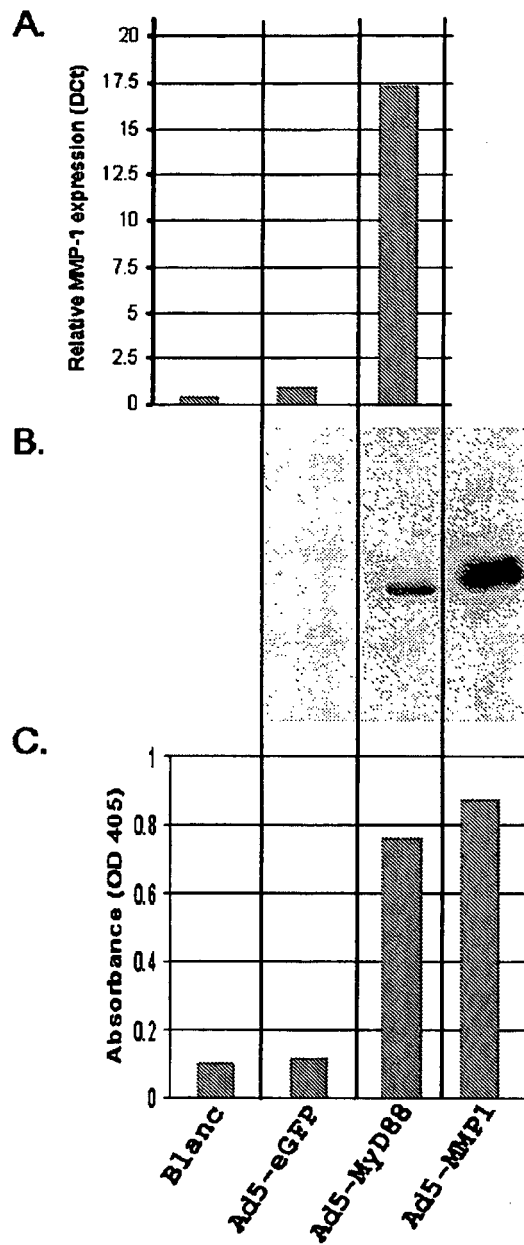 A.
Relative MMP-1 expression (DCt)
20
17.5
15
12.5
10
7.5
5
2.5
0
B.
C.
Absorbance (OD 405)
1
0.8
0.6
0.4
0.2
0
Blanc
Ad5-eGFP
Ad5-MyD88
Ad5-MMP1